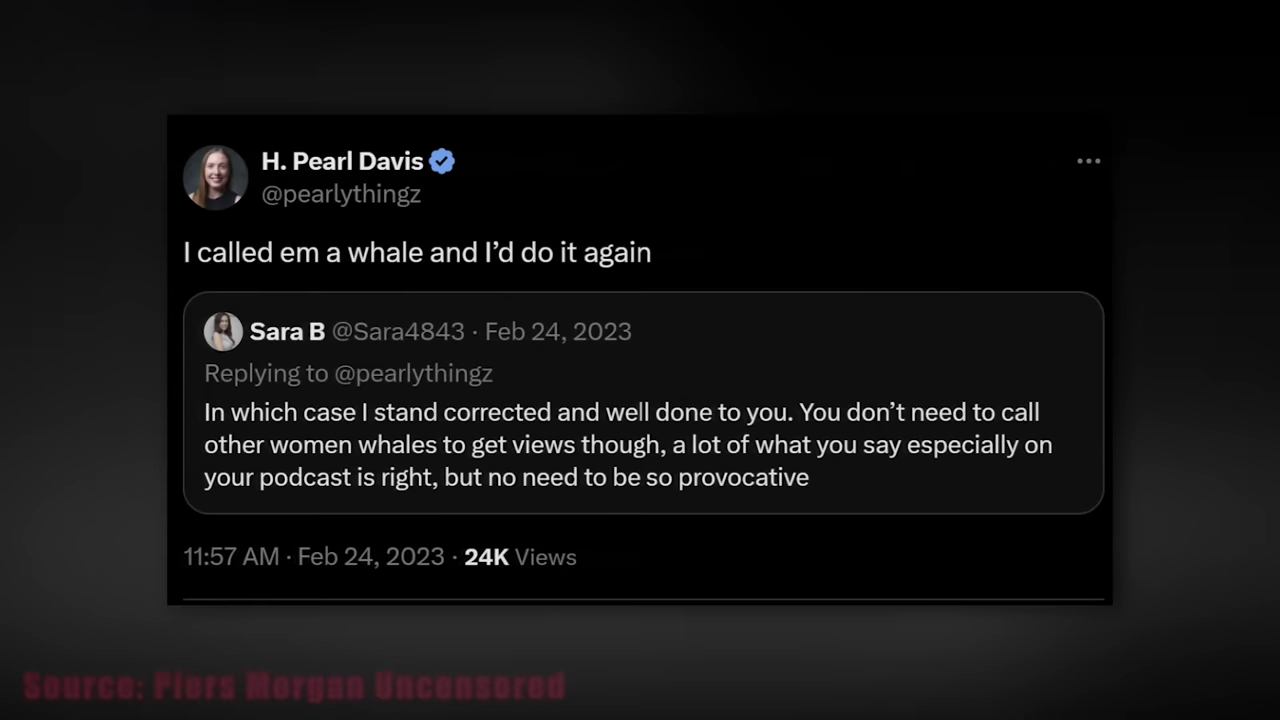 H. Pearl Davis
@pearlythingz
I called em a whale and I’d do it again
Sara B @Sara4843 · Feb 24, 2023
Replying to @pearlythingz
In which case I stand corrected and well done to you. You don’t need to call
other women whales to get views though, a lot of what you say especially on
your podcast is right, but no need to be so provocative
11:57 AM · Feb 24, 2023 · 24K Views
Source: Piers Morgan Uncensored